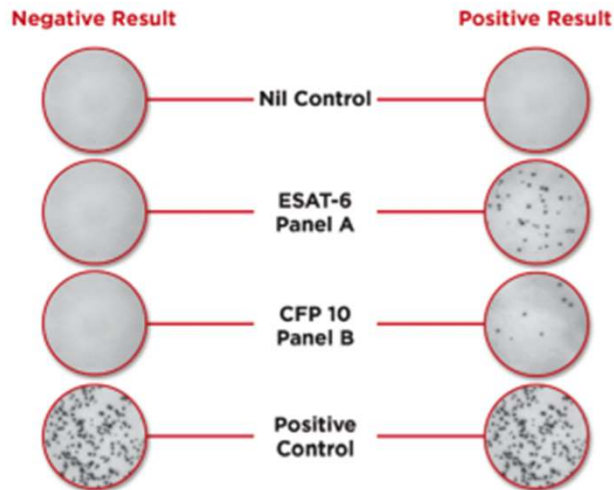 Negative Result
Positive Result
Nil Control
ESAT-6
Panel A
CFP 10
Panel B
Positive
Control